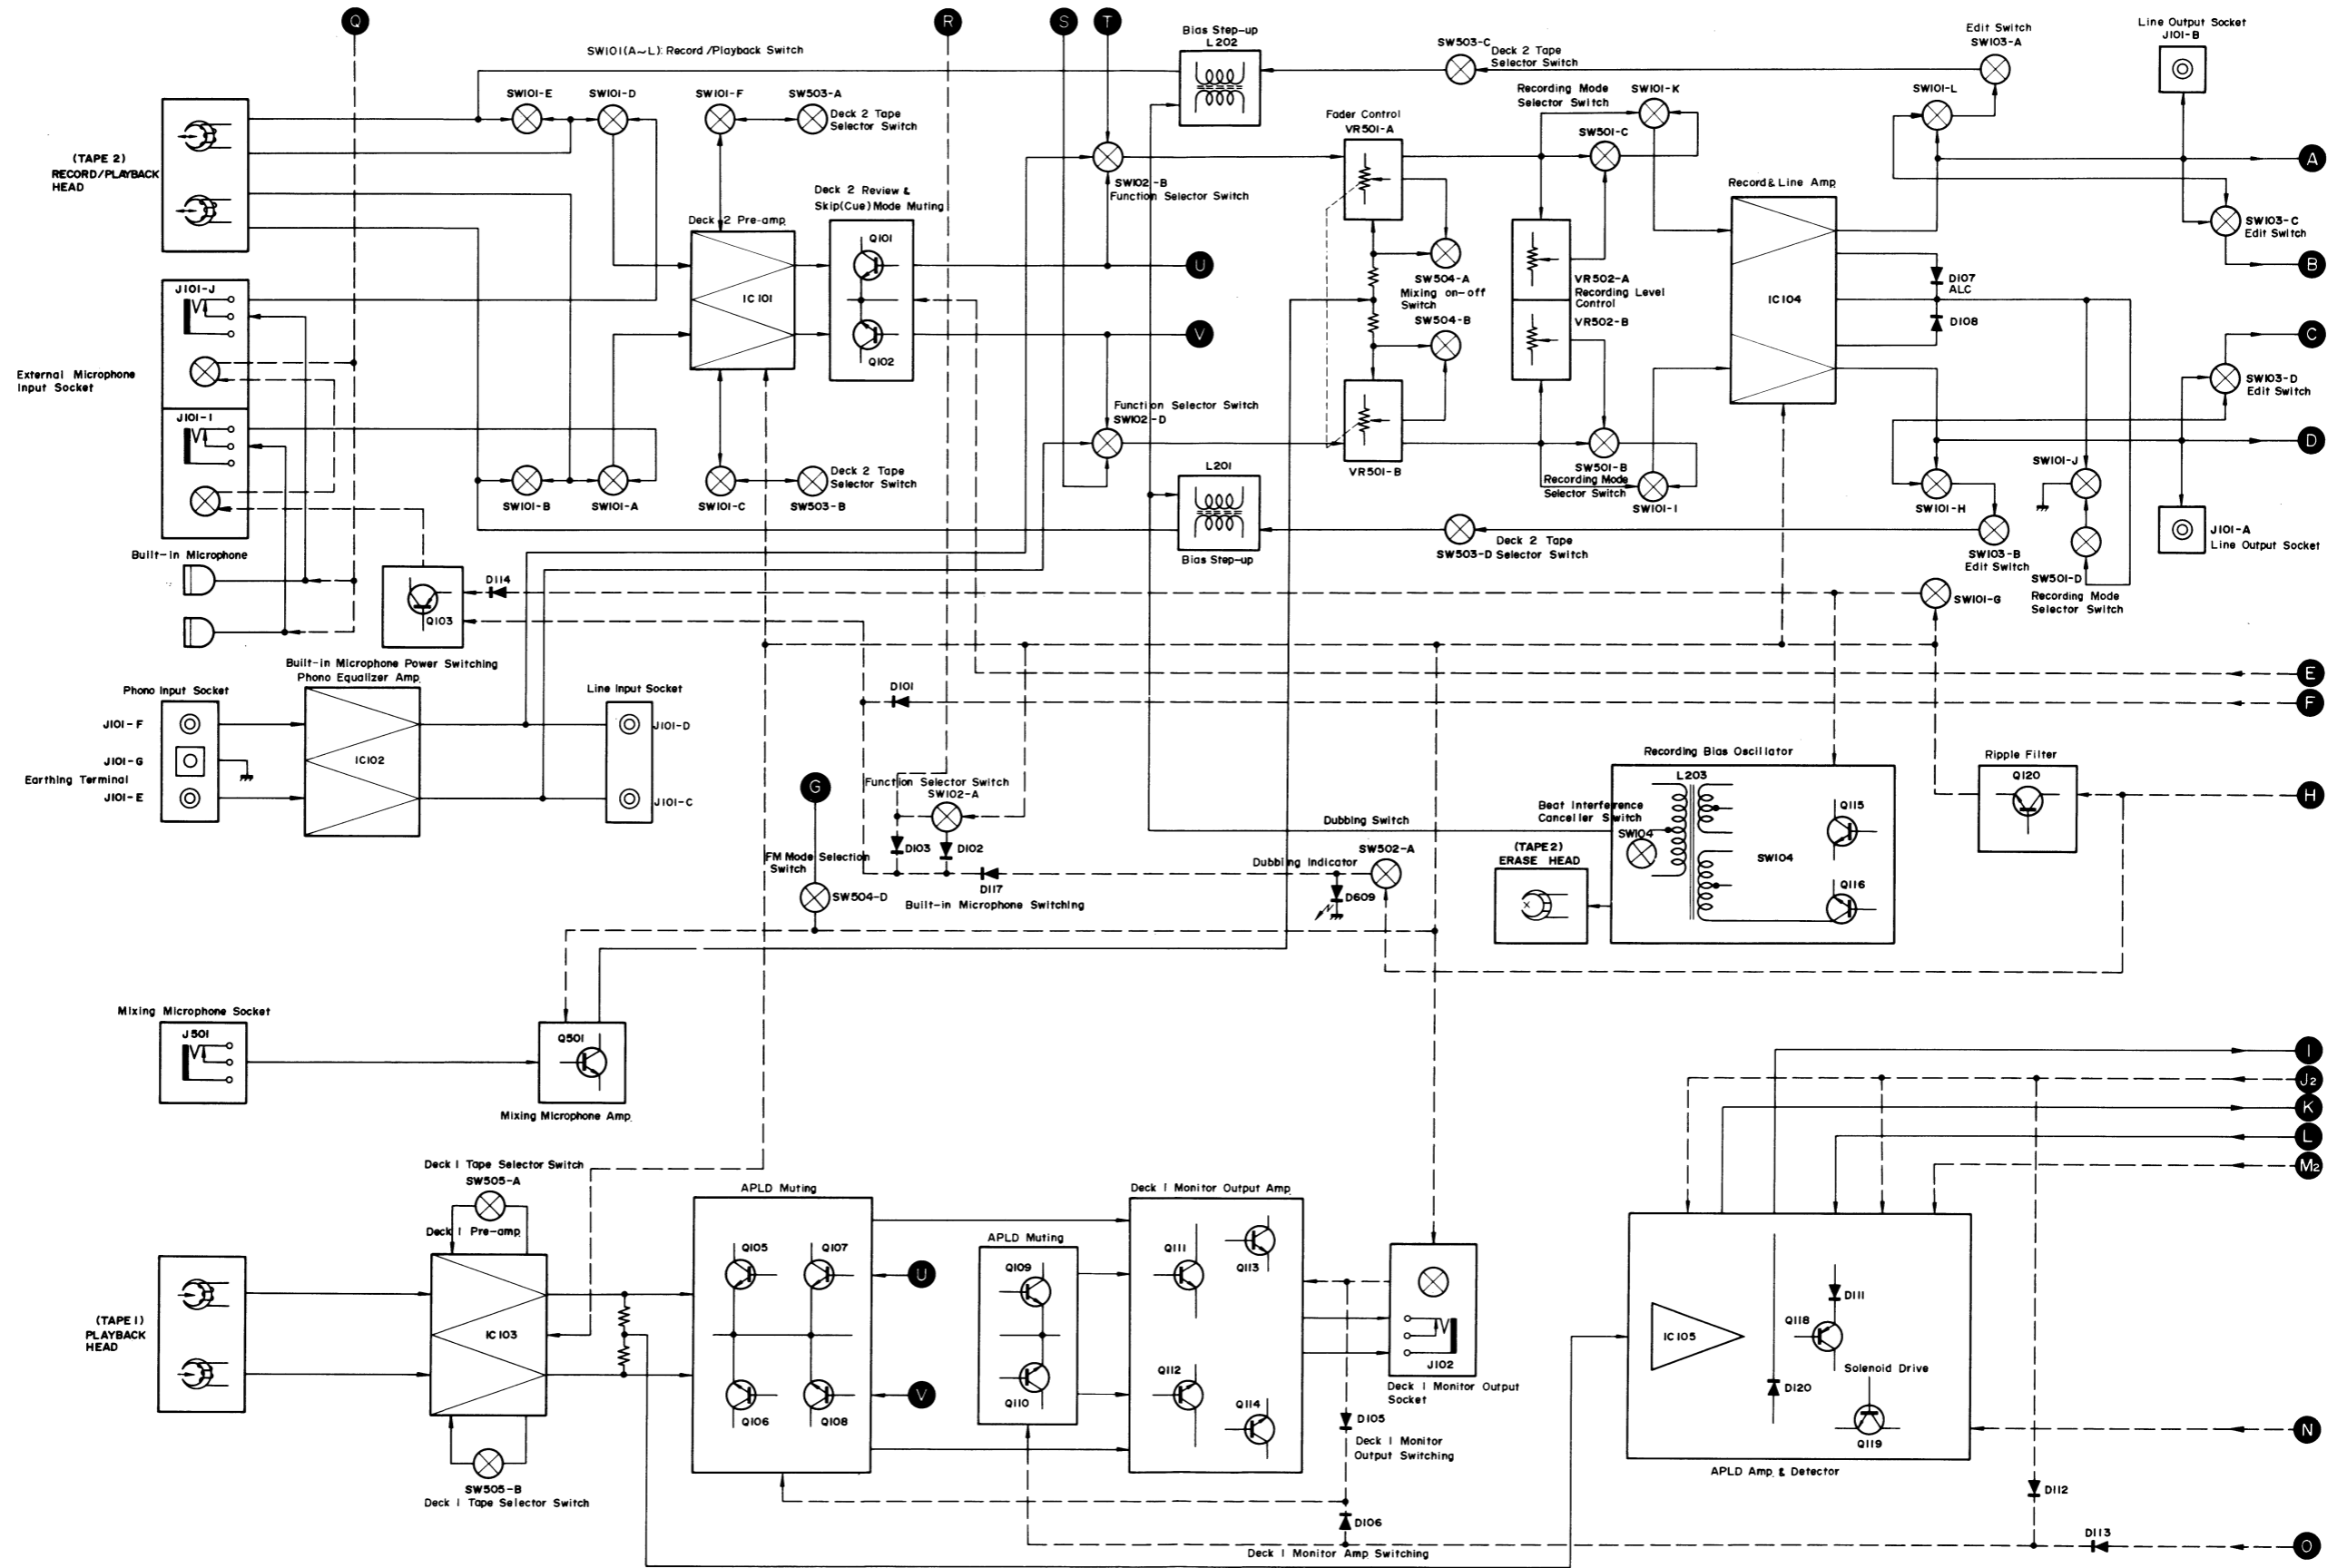 Q
R
S
T
SW101(A~L): Record/Playback Switch
Bias Step-up
L202
SW503-C
Deck 2 Tape
Selector Switch
Edit Switch
SW103-A
Line Output Socket
J101-B
SW101-E
SW101-D
SW101-F
SW503-A
Deck 2 Tape
Selector Switch
Fader Control
VR501-A
Recording Mode
Selector Switch
SW101-K
SW501-C
SW101-L
A
(TAPE 2)
RECORD/PLAYBACK
HEAD
Deck 2 Review &
Skip(Cue) Mode Muting
SW102-B
Function Selector Switch
Record & Line Amp.
Deck 2 Pre-amp.
SW103-C
Edit Switch
Q101
IC101
Q102
U
V
SW504-A
Mixing on-off
Switch
SW504-B
VR502-A
Recording Level
Control
VR502-B
IC104
D107
ALC
D108
B
C
J101-J
External Microphone
Input Socket
J101-I
SW103-D
Edit Switch
Function Selector Switch
SW102-D
D
SW101-B
SW101-A
SW101-C
Deck 2 Tape
Selector Switch
SW503-B
L201
VR501-B
SW501-B
Recording Mode
Selector Switch
SW101-I
SW101-J
SW101-H
J101-A
Line Output Socket
Bias Step-up
Deck 2 Tape
SW503-D Selector Switch
SW103-B
Edit Switch
SW501-D
Recording Mode
Selector Switch
Built-in Microphone
D114
Q103
SW101-G
Built-in Microphone Power Switching
Phono Equalizer Amp.
E
Phono Input Socket
Line Input Socket
D101
F
J101-F
J101-G
Earthing Terminal
J101-E
IC102
J101-D
J101-C
G
Function Selector Switch
SW102-A
D103
D102
D117
Built-in Microphone Switching
FM Mode Selection
Switch
SW504-D
Dubbing Switch
SW502-A
Dubbing Indicator
D609
Recording Bias Oscillator
L203
Beat Interference
Canceller Switch
SW104
SW104
Q115
Q116
(TAPE2)
ERASE HEAD
Ripple Filter
Q120
H
Mixing Microphone Socket
J501
Q501
Mixing Microphone Amp.
I
J2
K
L
M2
Deck 1 Tape Selector Switch
SW505-A
Deck 1 Pre-amp.
APLD Muting
Deck 1 Monitor Output Amp.
(TAPE 1)
PLAYBACK
HEAD
IC103
Q105
Q107
Q106
Q108
U
V
APLD Muting
Q109
Q110
Q111
Q113
Q112
Q114
J102
Deck 1 Monitor Output
Socket
IC105
D111
Q118
Solenoid Drive
D120
Q119
N
SW505-B
Deck 1 Tape Selector Switch
D105
Deck 1 Monitor
Output Switching
APLD Amp. & Detector
D112
D106
Deck 1 Monitor Amp Switching
D113
O